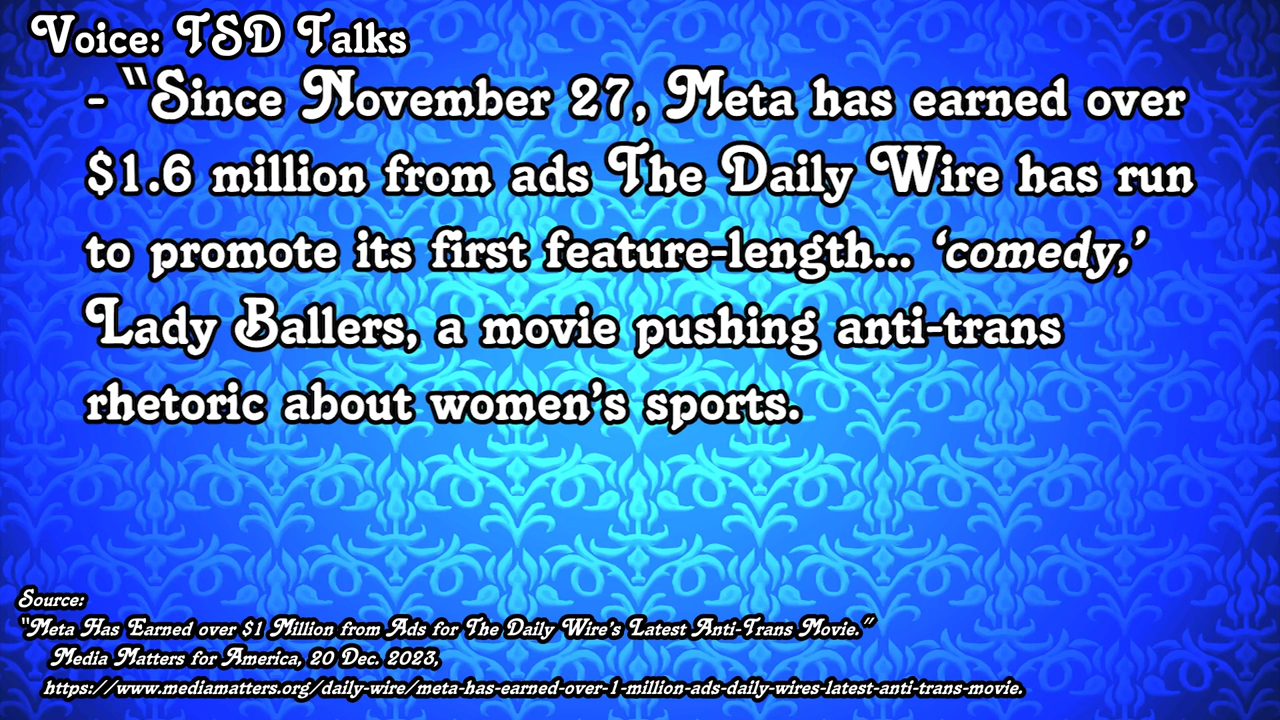 Voice: TSD Talks
- “Since November 27, Meta has earned over
$1.6 million from ads The Daily Wire has run
to promote its first feature-length... ‘comedy,’
Lady Ballers, a movie pushing anti-trans
rhetoric about women’s sports.
Source:
“Meta Has Earned over $1 Million from Ads for The Daily Wire’s Latest Anti-Trans Movie.”
Media Matters for America, 20 Dec. 2023,
https://www.mediamatters.org/daily-wire/meta-has-earned-over-1-million-ads-daily-wires-latest-anti-trans-movie.